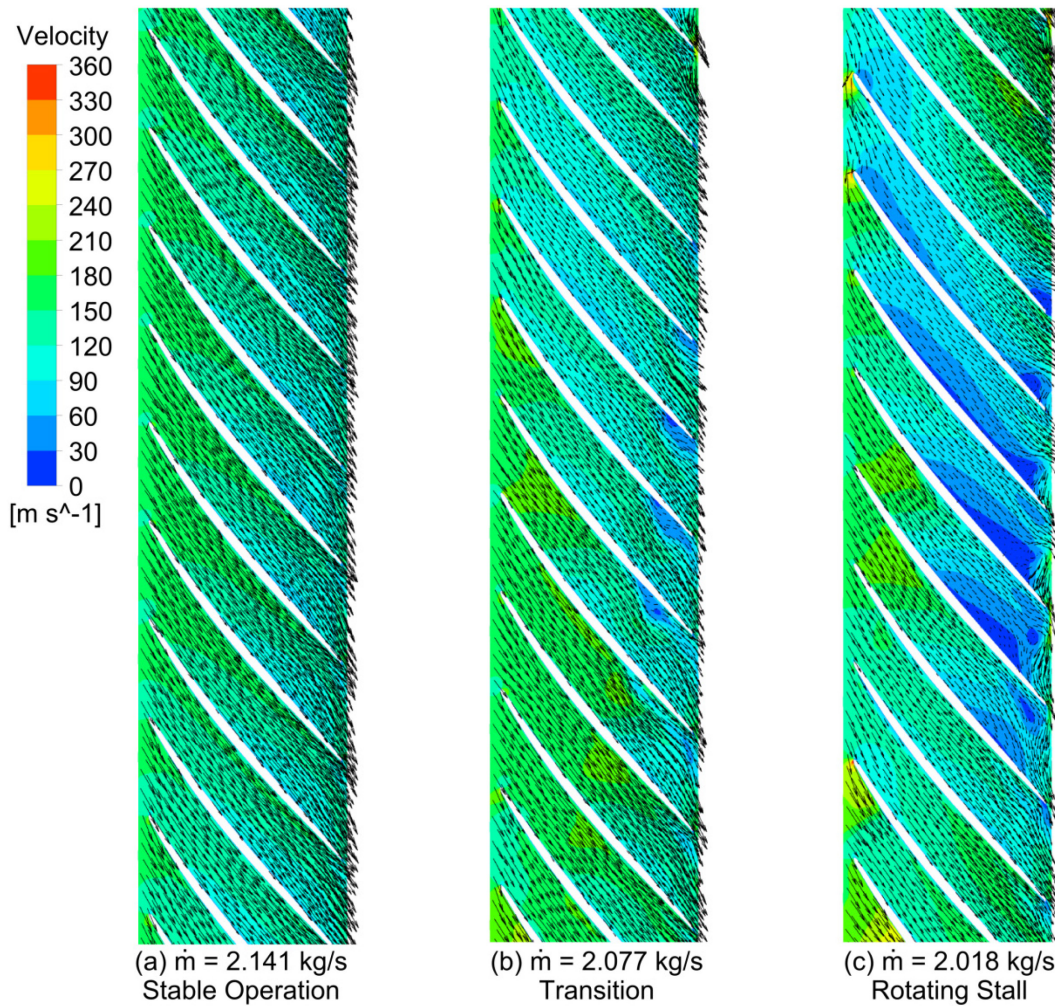 Velocity
360
330
300
270
240
210
180
150
120
90
60
30
0
[m s^-1]
(a) ṁ = 2.141 kg/s
Stable Operation
(b) ṁ = 2.077 kg/s
Transition
(c) ṁ = 2.018 kg/s
Rotating Stall